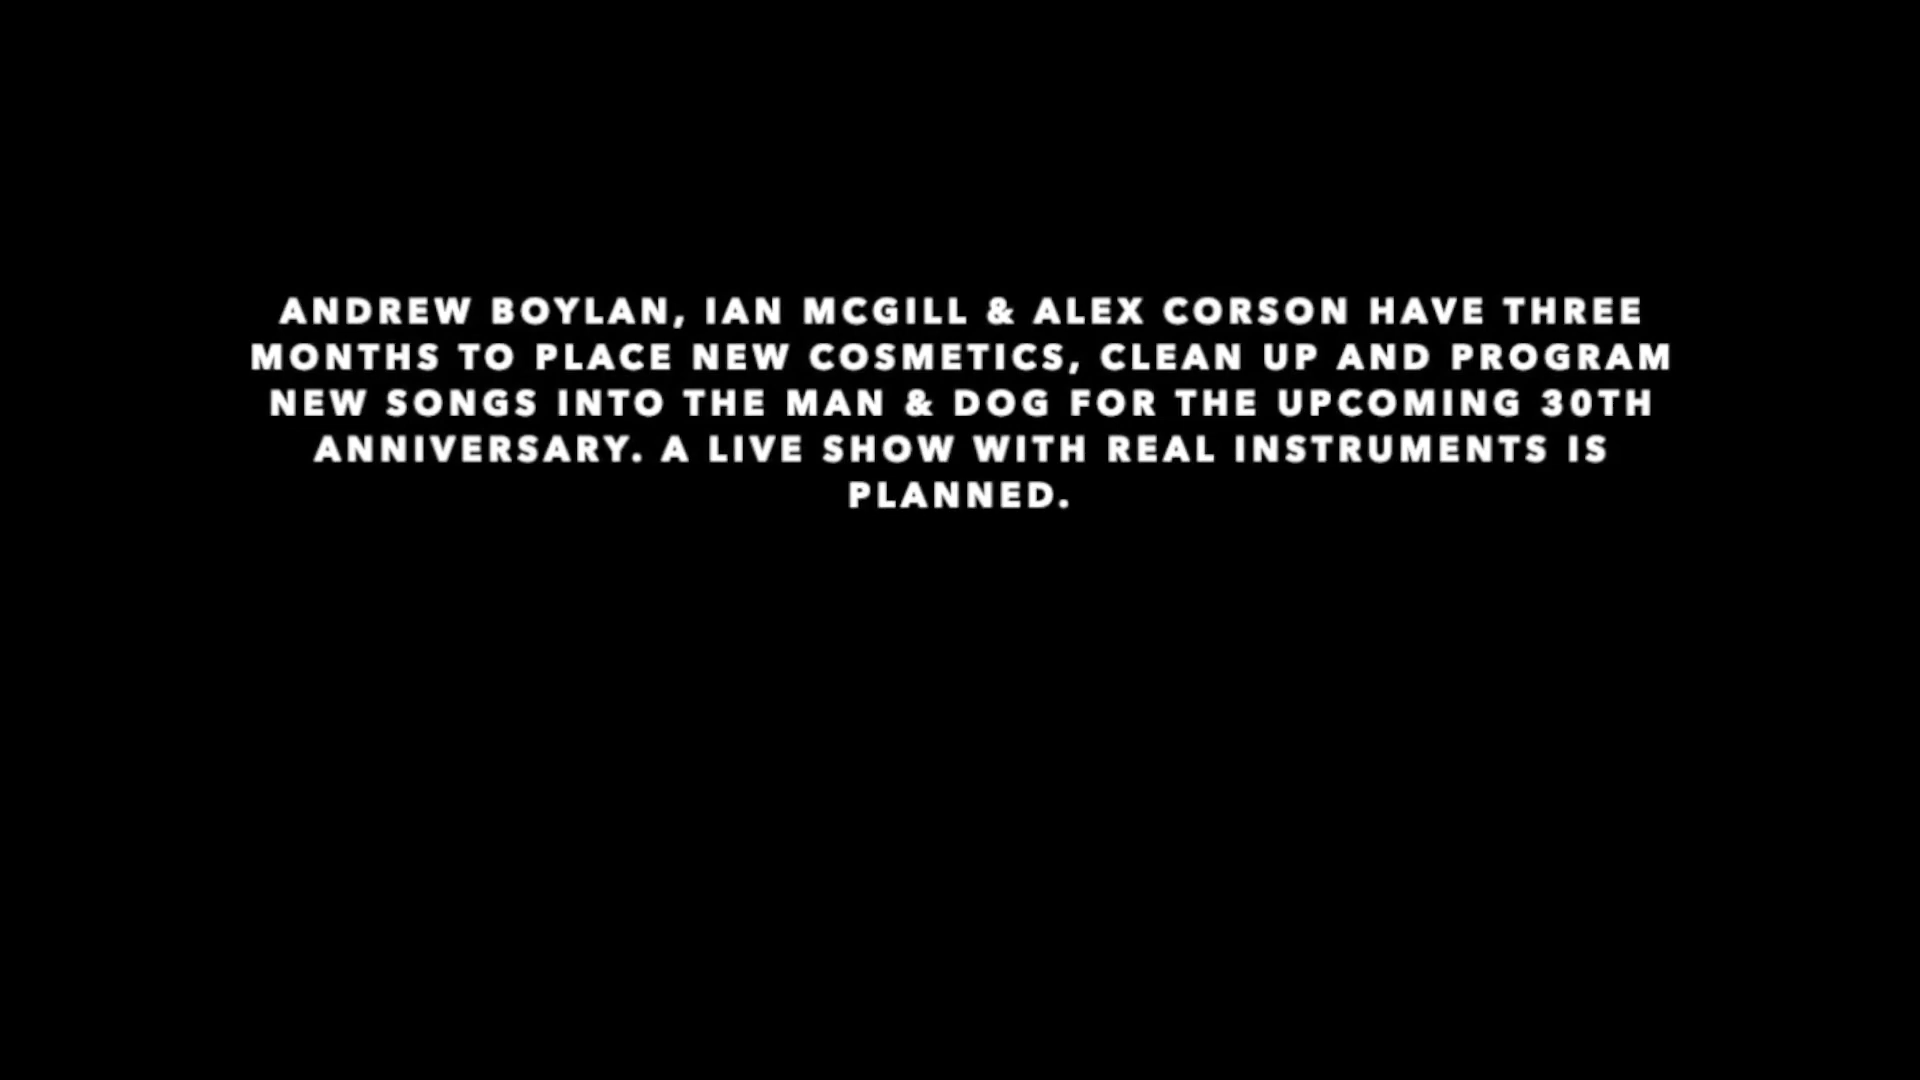 ANDREW BOYLAN, IAN MCGILL & ALEX CORSON HAVE THREE
MONTHS TO PLACE NEW COSMETICS, CLEAN UP AND PROGRAM
NEW SONGS INTO THE MAN & DOG FOR THE UPCOMING 30TH
ANNIVERSARY. A LIVE SHOW WITH REAL INSTRUMENTS IS
PLANNED.